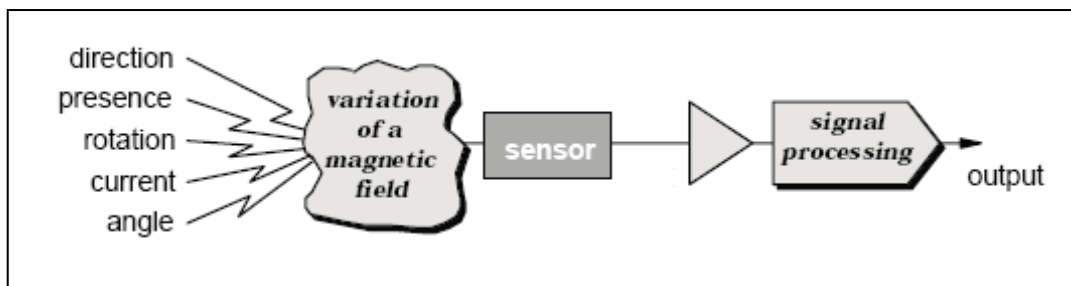 direction
presence
rotation
current
angle
variation
of a
magnetic
field
sensor
signal
processing
output